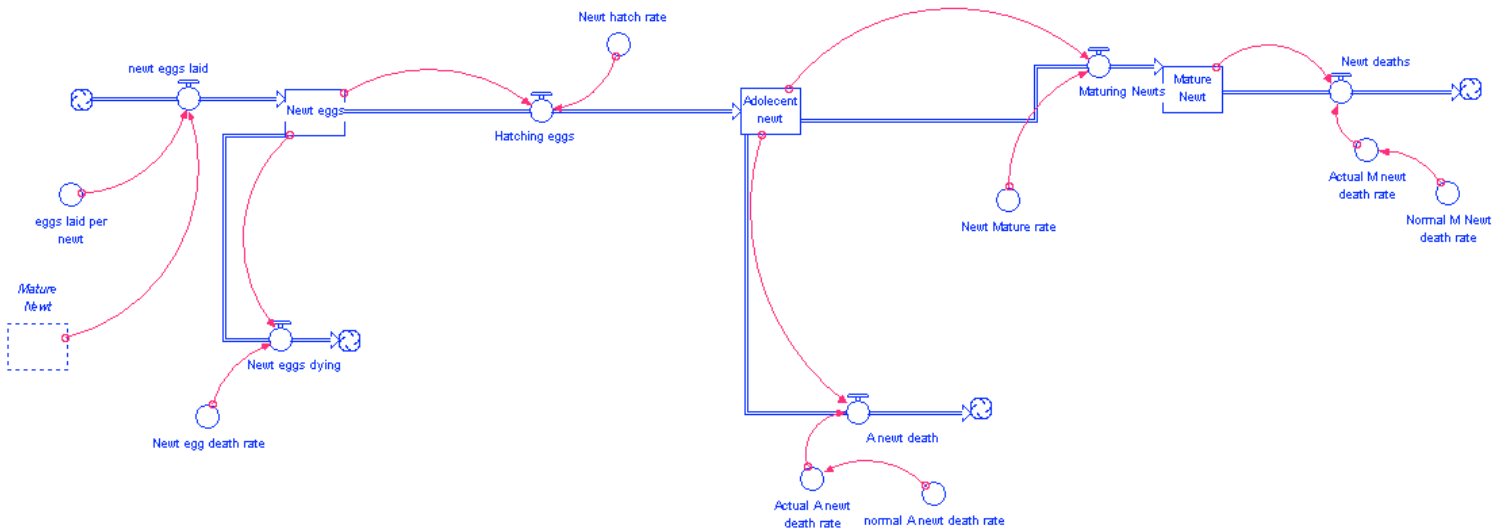 Newt hatch rate
newt eggs laid
Newt eggs
Hatching eggs
Adolecent
newt
Maturing Newts
Mature
Newt
Newt deaths
Actual M newt
death rate
Normal M Newt
death rate
eggs laid per
newt
Newt Mature rate
Mature
Newt
Newt eggs dying
Newt egg death rate
A newt death
Actual A newt
death rate
normal A newt death rate